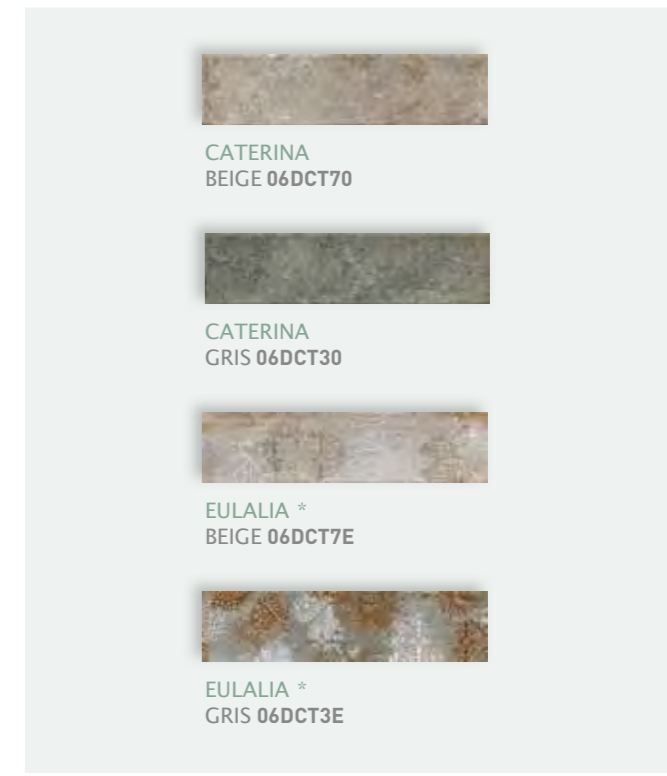 CATERINA
BEIGE 06DCT70
CATERINA
GRIS 06DCT30
EULALIA *
BEIGE 06DCT7E
EULALIA *
GRIS 06DCT3E